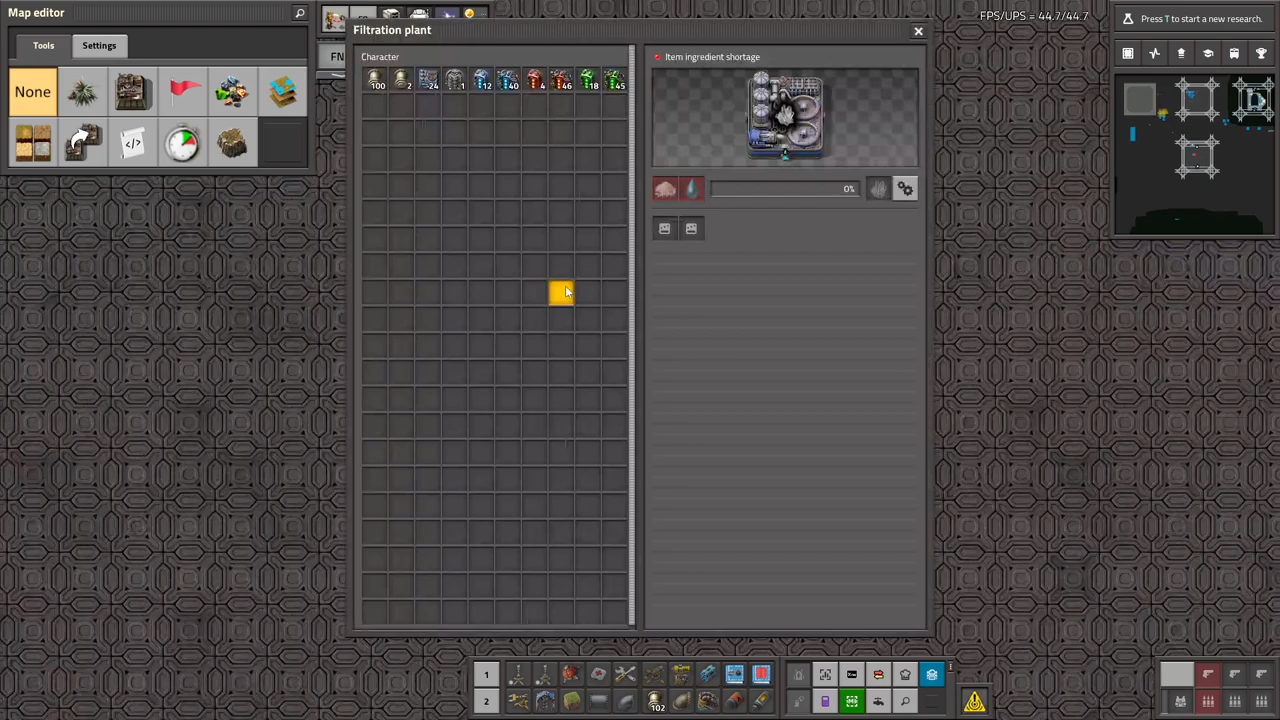 Map editor
Tools
Settings
None
FN
Filtration plant
FPS/UPS = 44.7/44.7
Press T to start a new research.
Character
100
2
-24
1
12
40
4
46
18
45
Item ingredient shortage
0%
1
2
102